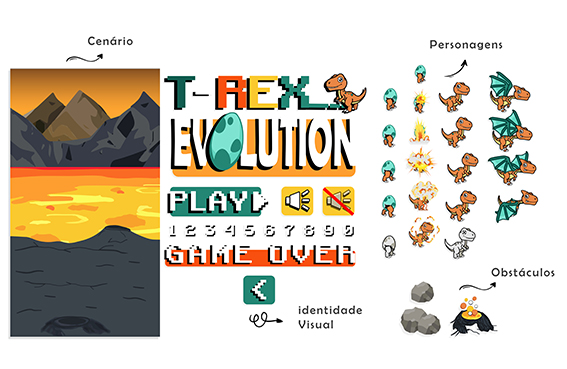 Cenário
Personagens
T-REX
EVOLUTION
PLAY
1234567890
GAME OVER
Obstáculos
identidade
Visual